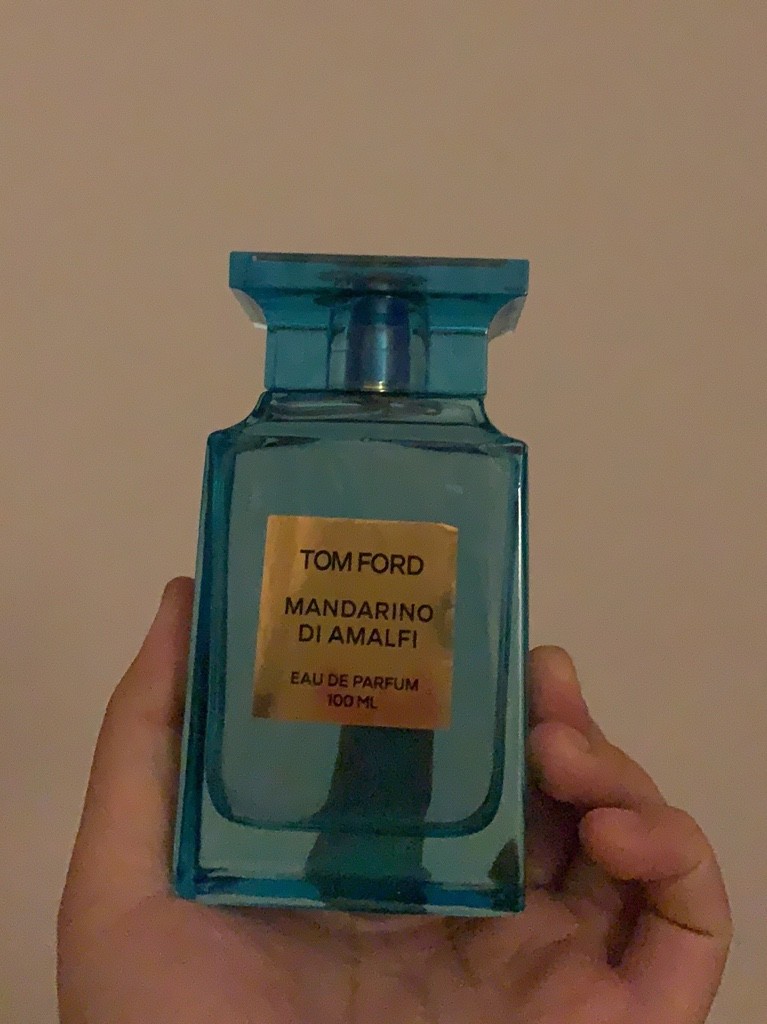 TOM FORD
MANDARINO
DI AMALFI
EAU DE PARFUM
100 ML